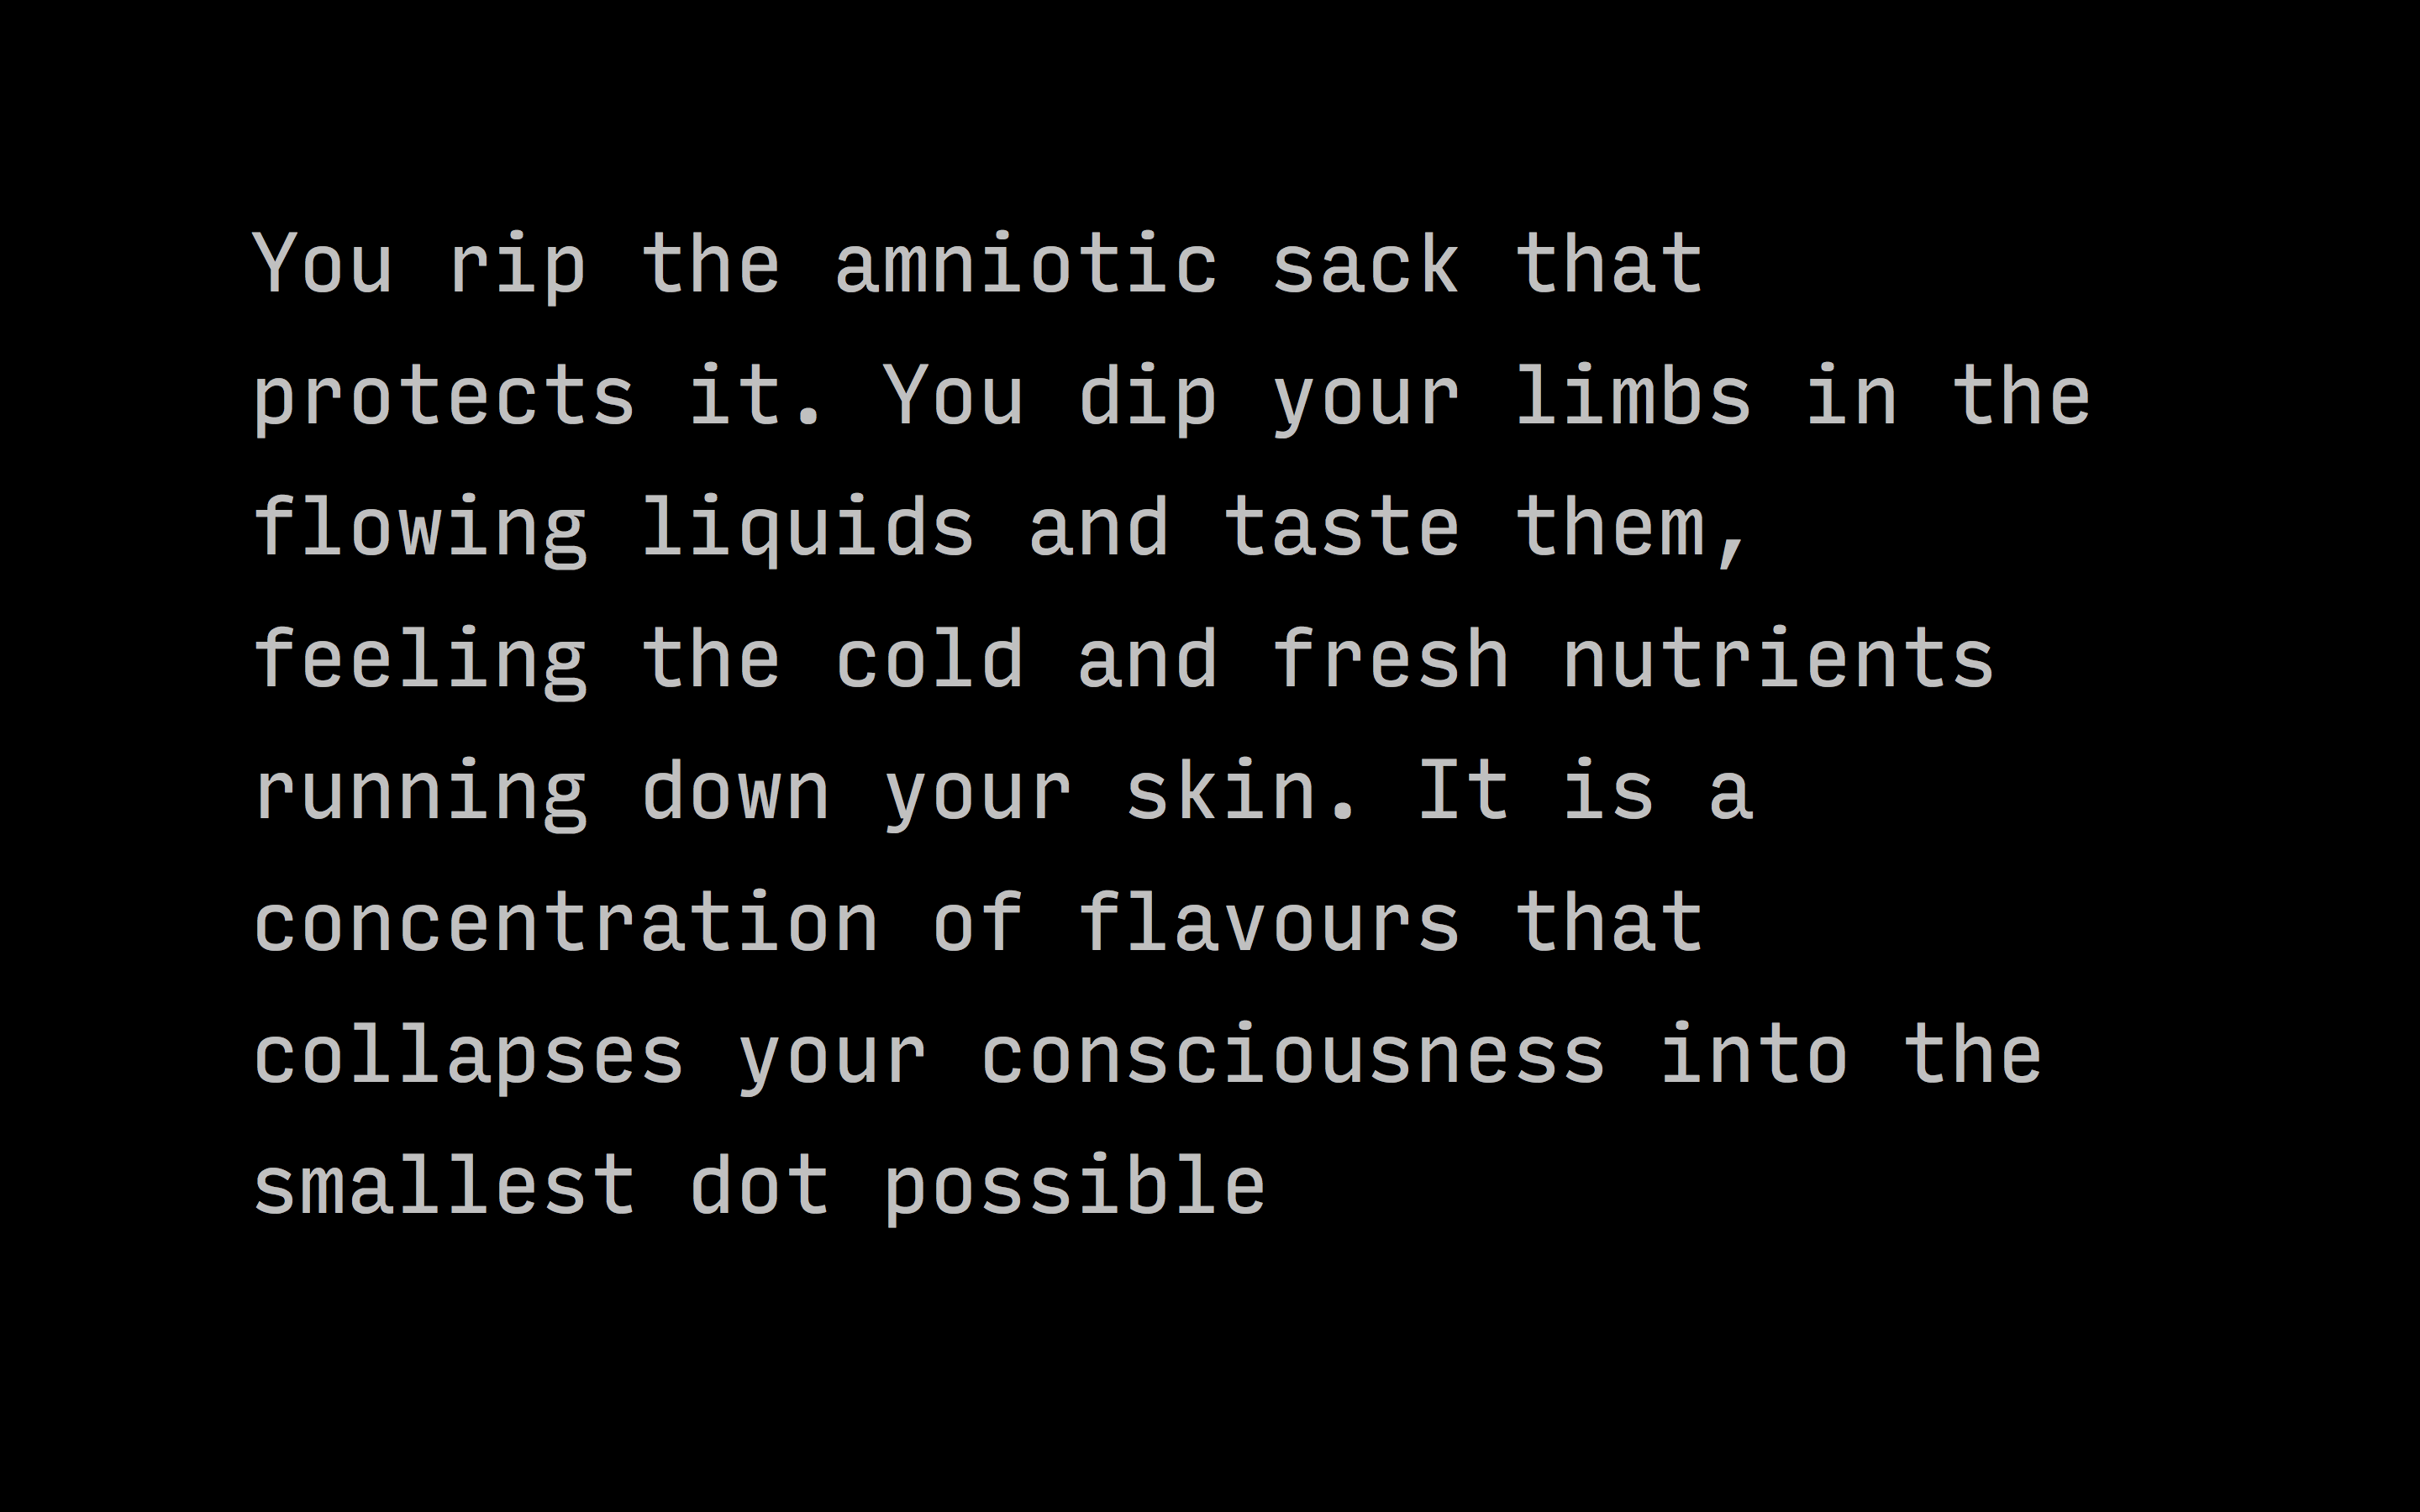 You rip the amniotic sack that
protects it. You dip your limbs in the
flowing liquids and taste them,
feeling the cold and fresh nutrients
running down your skin. It is a
concentration of flavours that
collapses your consciousness into the
smallest dot possible